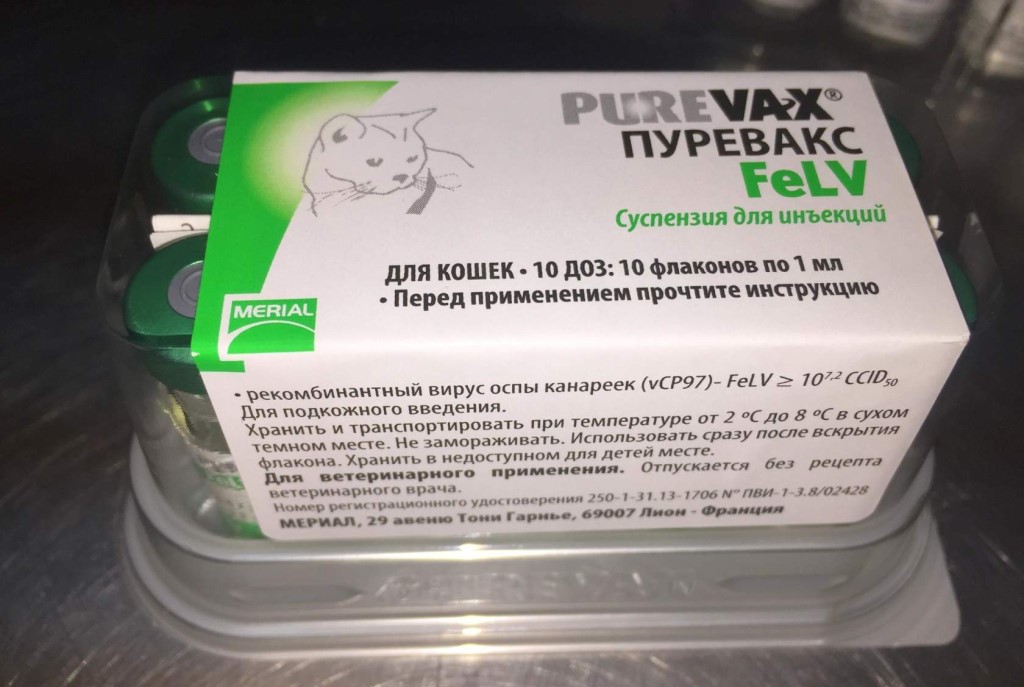 PUREVAX®
ПУРЕВАКС
FeLV
Суспензия для инъекций
ДЛЯ КОШЕК • 10 ДОЗ: 10 флаконов по 1 мл
• Перед применением прочтите инструкцию
MERIAL
• рекомбинантный вирус оспы канареек (vCP97)- FeLV ≥ 10⁷·² CCID₅₀
Для подкожного введения.
Хранить и транспортировать при температуре от 2 ºС до 8 ºС в сухом
темном месте. Не замораживать. Использовать сразу после вскрытия
флакона. Хранить в недоступном для детей месте.
Для ветеринарного применения. Отпускается без рецепта
ветеринарного врача.
Номер регистрационного удостоверения 250-1-31.13-1706 Nº ПВИ-1-3.8/02428
МЕРИАЛ, 29 авеню Тони Гарнье, 69007 Лион - Франция